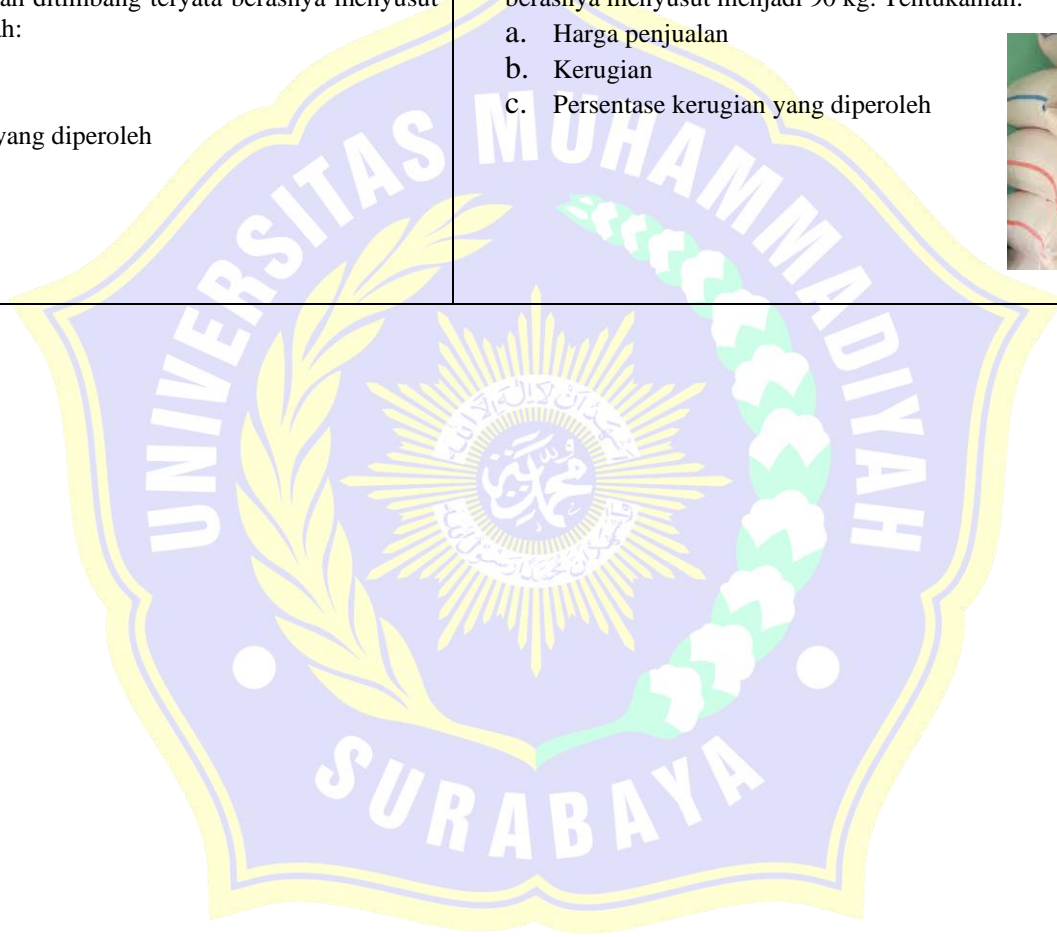 ditimbang teryata berasnya menyusut
ah:
yang diperoleh
berasnya menyusut menjadi 90 kg. Tentukanlah:
a. Harga penjualan
b. Kerugian
c. Persentase kerugian yang diperoleh
UNIVERSITAS MUHAMMADIYAH
SURABAYA